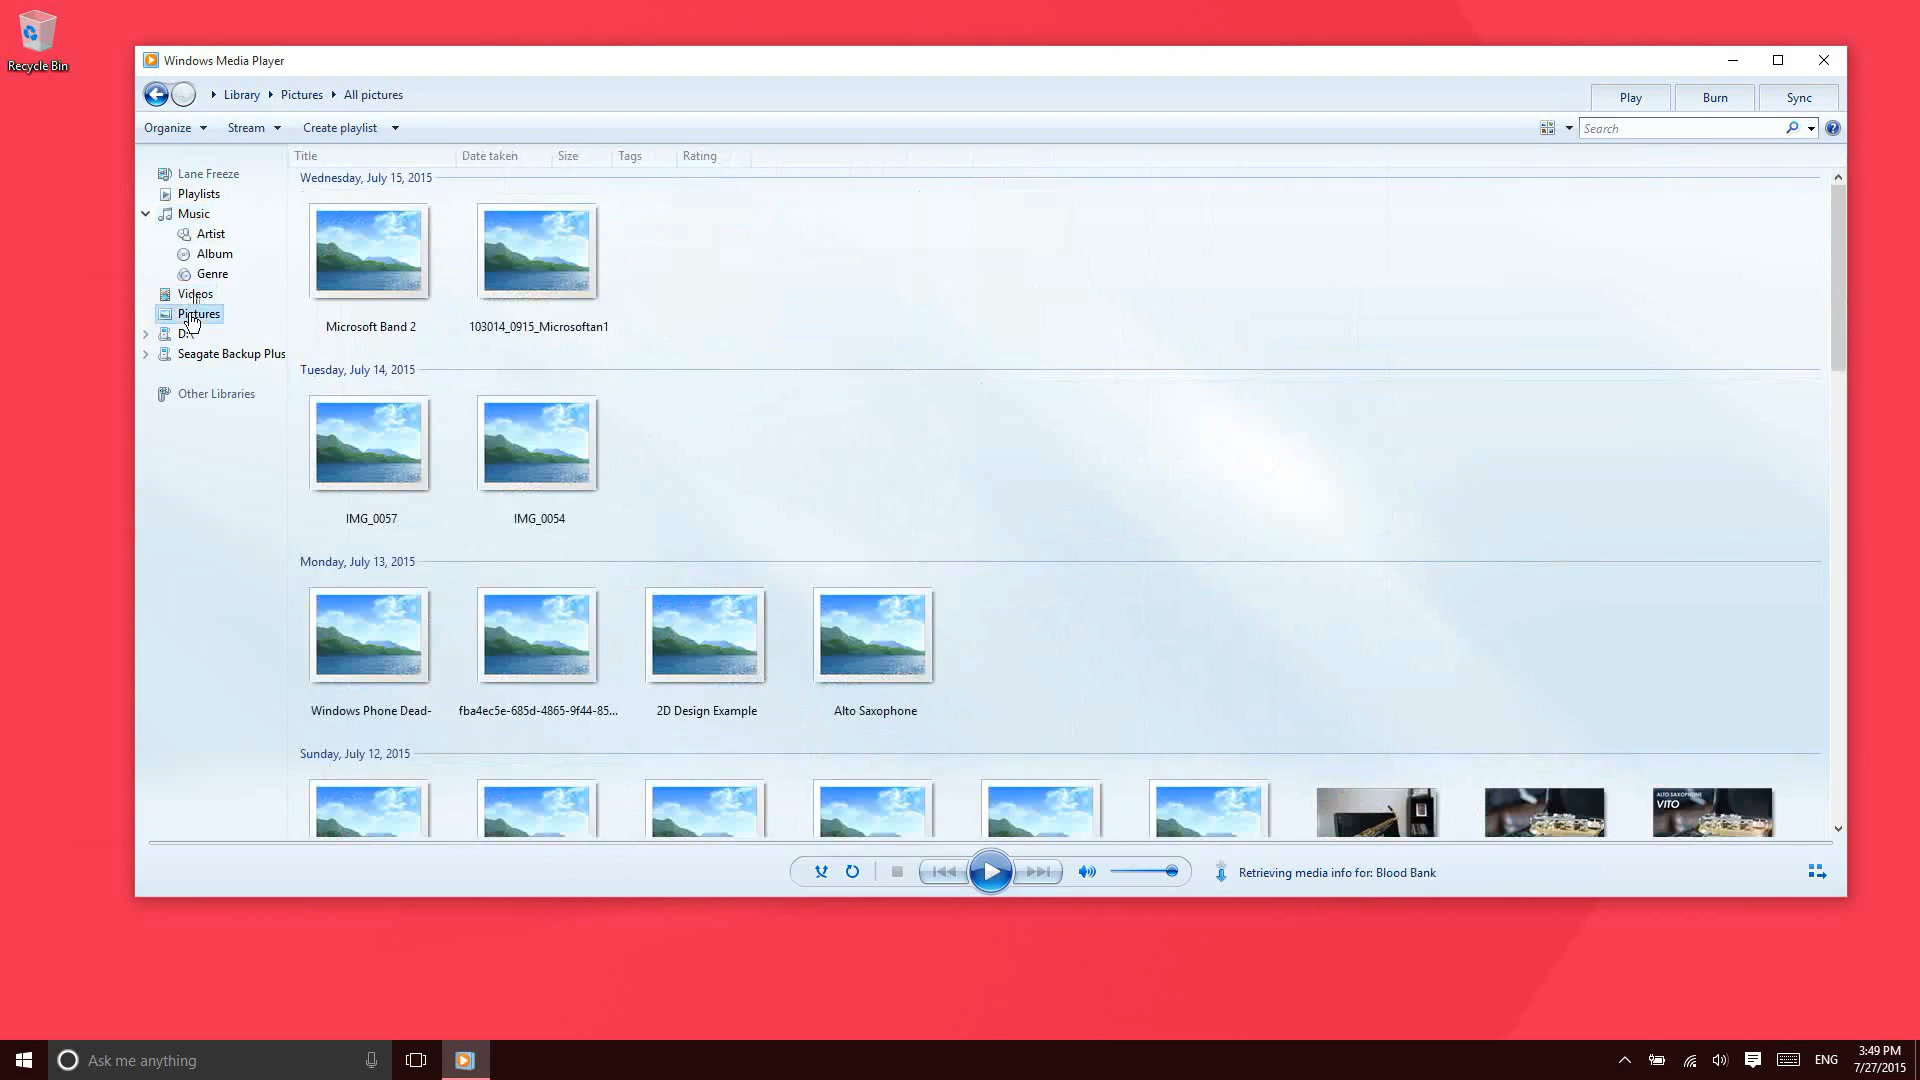 Recycle Bin
Windows Media Player
Library Pictures All pictures
Play Burn Sync
Organize Stream Create playlist
Search
Title Date taken Size Tags Rating
Lane Freeze
Playlists
Music
Artist
Album
Genre
Videos
Pictures
D:\
Seagate Backup Plus
Other Libraries
Wednesday, July 15, 2015
Microsoft Band 2 103014_0915_Microsoftan1
Tuesday, July 14, 2015
IMG_0057 IMG_0054
Monday, July 13, 2015
Windows Phone Dead- fba4ec5e-685d-4865-9f44-85... 2D Design Example Alto Saxophone
Sunday, July 12, 2015
ALTO SAXOPHONE
VITO
Retrieving media info for: Blood Bank
Ask me anything
ENG
3:49 PM
7/27/2015